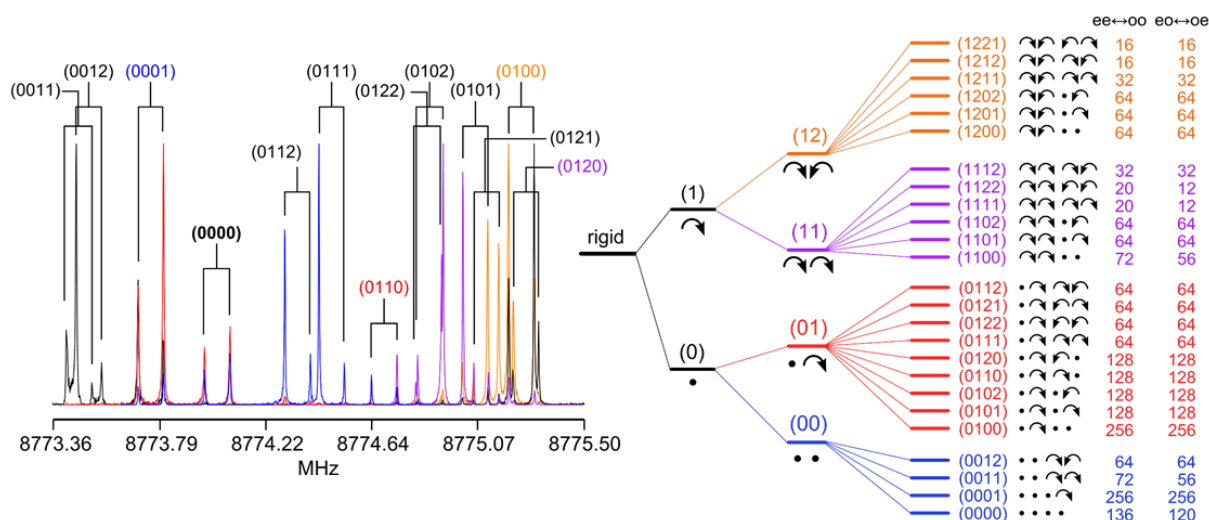 ee↔oo eo↔oe
(1221) 16 16
(1212) 16 16
(1211) 32 32
(1202) 64 64
(1201) 64 64
(1200) 64 64
(12)
(1112) 32 32
(1122) 20 12
(1111) 20 12
(1102) 64 64
(1101) 64 64
(1100) 72 56
(1)
(11)
rigid
(0112) 64 64
(0121) 64 64
(0122) 64 64
(0111) 64 64
(0120) 128 128
(0110) 128 128
(0102) 128 128
(0101) 128 128
(0100) 256 256
(01)
(0)
(00)
(0012) 64 64
(0011) 72 56
(0001) 256 256
(0000) 136 120
(0012) (0001) (0111) (0102) (0100)
(0011) (0122) (0101)
(0121)
(0112)
(0120)
(0000)
(0110)
8773.36 8773.79 8774.22 8774.64 8775.07 8775.50
MHz